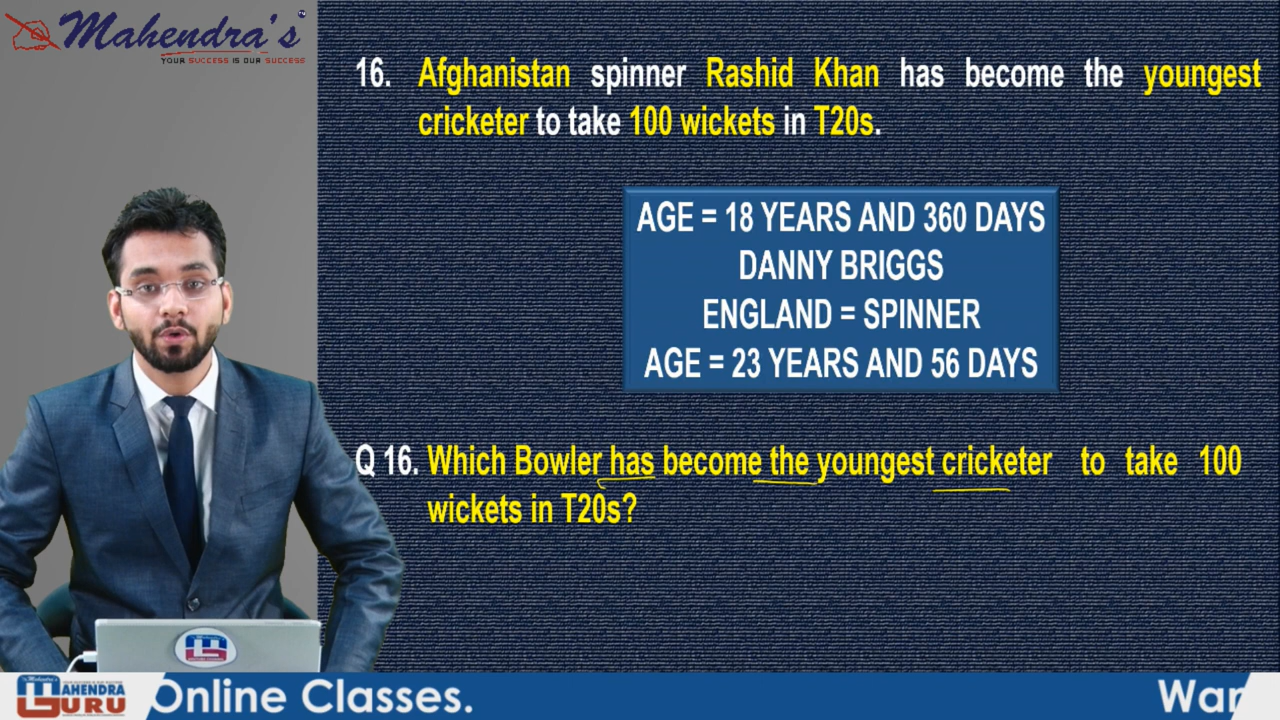 Mahendra's
YOUR SUCCESS IS OUR SUCCESS
16. Afghanistan spinner Rashid Khan has become the youngest
cricketer to take 100 wickets in T20s.
AGE = 18 YEARS AND 360 DAYS
DANNY BRIGGS
ENGLAND = SPINNER
AGE = 23 YEARS AND 56 DAYS
Q 16. Which Bowler has become the youngest cricketer to take 100
wickets in T20s?
MAHENDRA
GURU
Online Classes.
War